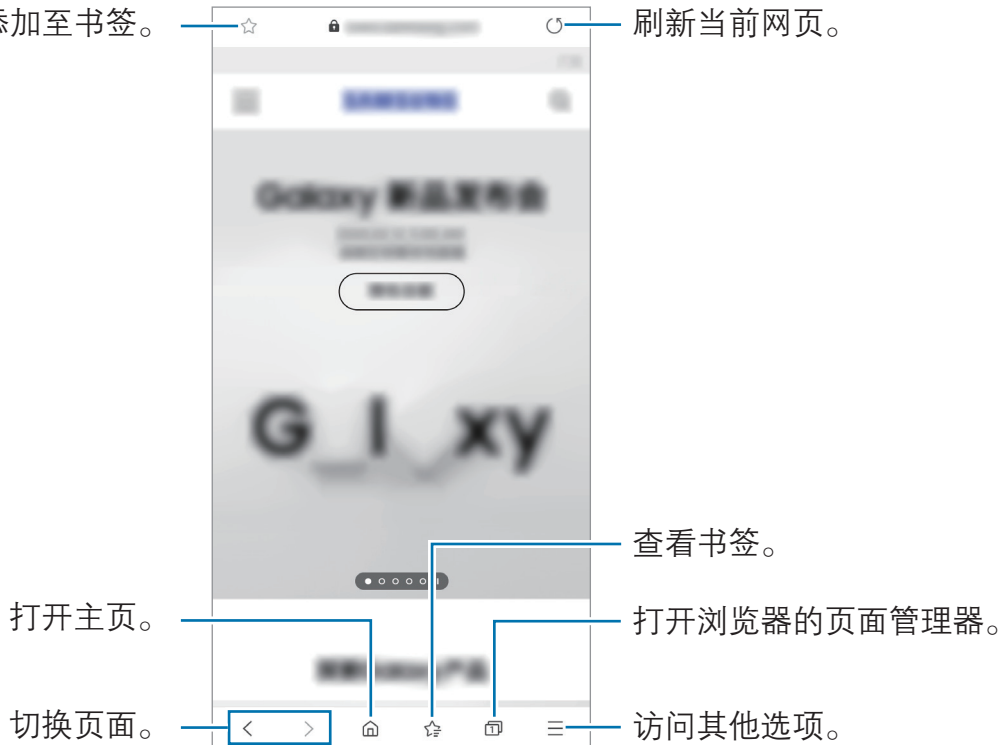 加至书签。
刷新当前网页。
SAMSUNG
Galaxy 新品发布会
G_l_xy
查看书签。
打开主页。
打开浏览器的页面管理器。
1
切换页面。
访问其他选项。